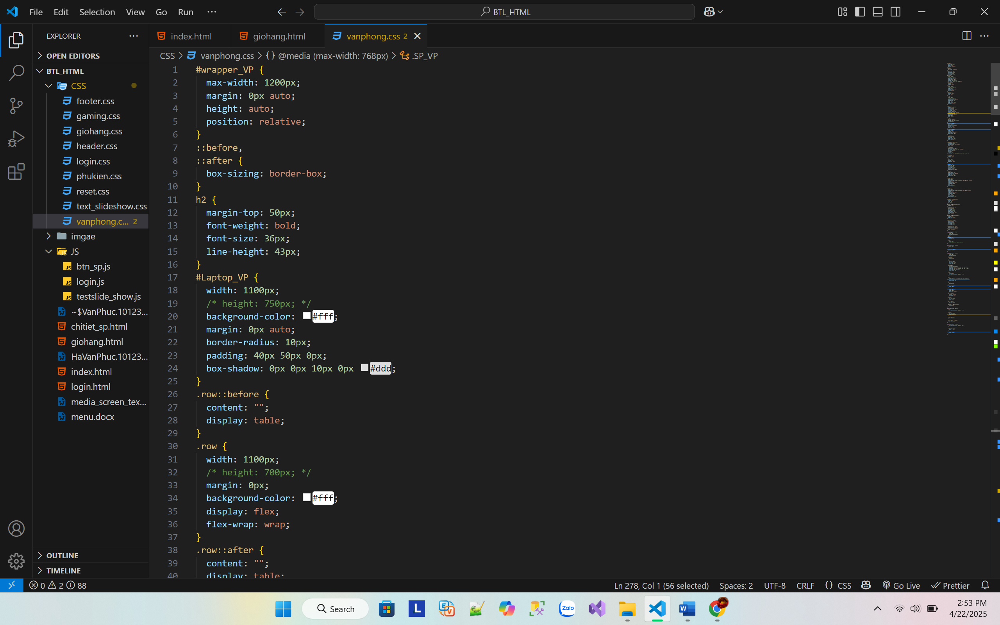 File Edit Selection View Go Run ··· BTL_HTML
EXPLORER ···
OPEN EDITORS
BTL_HTML
CSS
footer.css
gaming.css
giohang.css
header.css
login.css
phukien.css
reset.css
text_slideshow.css
vanphong.c... 2
imgae
JS
btn_sp.js
login.js
testslide_show.js
~$VanPhuc.10123...
chitiet_sp.html
giohang.html
HaVanPhuc.10123...
index.html
login.html
media_screen_tex...
menu.docx
OUTLINE
TIMELINE
index.html giohang.html vanphong.css 2
CSS > vanphong.css > {} @media (max-width: 768px) > .SP_VP
1 #wrapper_VP {
2 max-width: 1200px;
3 margin: 0px auto;
4 height: auto;
5 position: relative;
6 }
7 ::before,
8 ::after {
9 box-sizing: border-box;
10 }
11 h2 {
12 margin-top: 50px;
13 font-weight: bold;
14 font-size: 36px;
15 line-height: 43px;
16 }
17 #Laptop_VP {
18 width: 1100px;
19 /* height: 750px; */
20 background-color: #fff;
21 margin: 0px auto;
22 border-radius: 10px;
23 padding: 40px 50px 0px;
24 box-shadow: 0px 0px 10px 0px #ddd;
25 }
26 .row::before {
27 content: "";
28 display: table;
29 }
30 .row {
31 width: 1100px;
32 /* height: 700px; */
33 margin: 0px;
34 background-color: #fff;
35 display: flex;
36 flex-wrap: wrap;
37 }
38 .row::after {
39 content: "";
40 display: table;
0 2 88 Ln 278, Col 1 (56 selected) Spaces: 2 UTF-8 CRLF {} CSS Go Live Prettier
Search L Zalo W
2:53 PM
4/22/2025